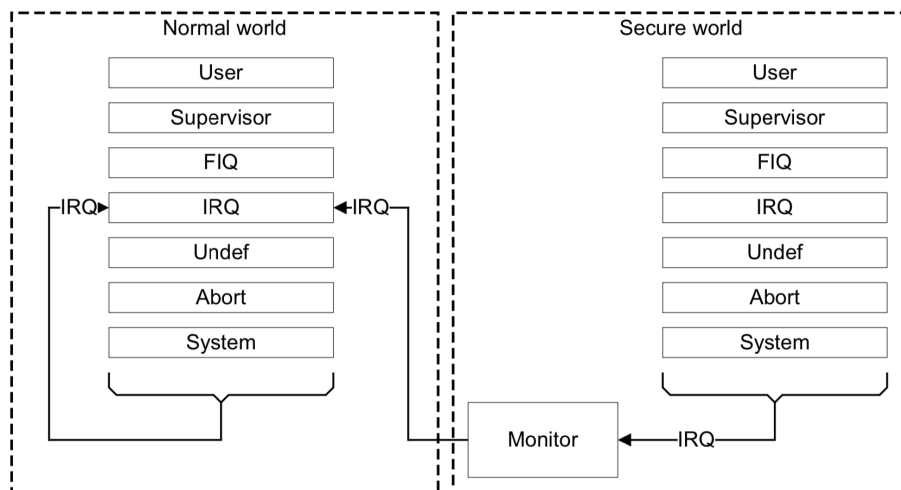 Normal world
User
Supervisor
FIQ
IRQ
IRQ
IRQ
Undef
Abort
System
Secure world
User
Supervisor
FIQ
IRQ
Undef
Abort
System
Monitor
IRQ